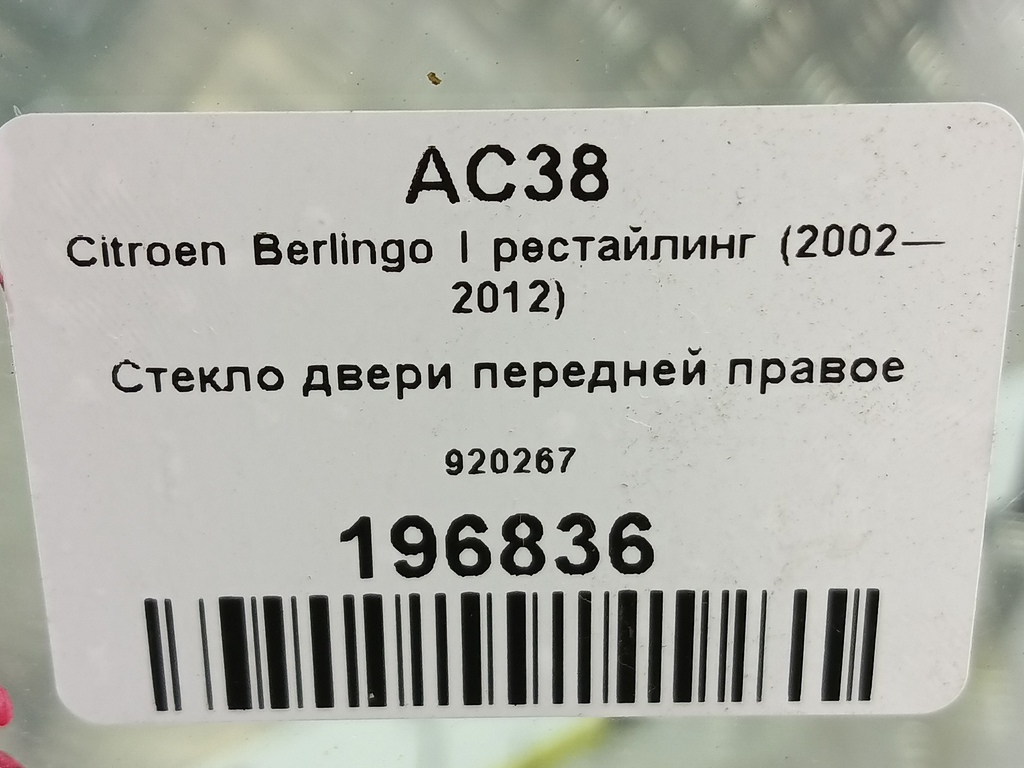 AC38
Citroen Berlingo I рестайлинг (2002—
2012)
Стекло двери передней правое
920267
196836